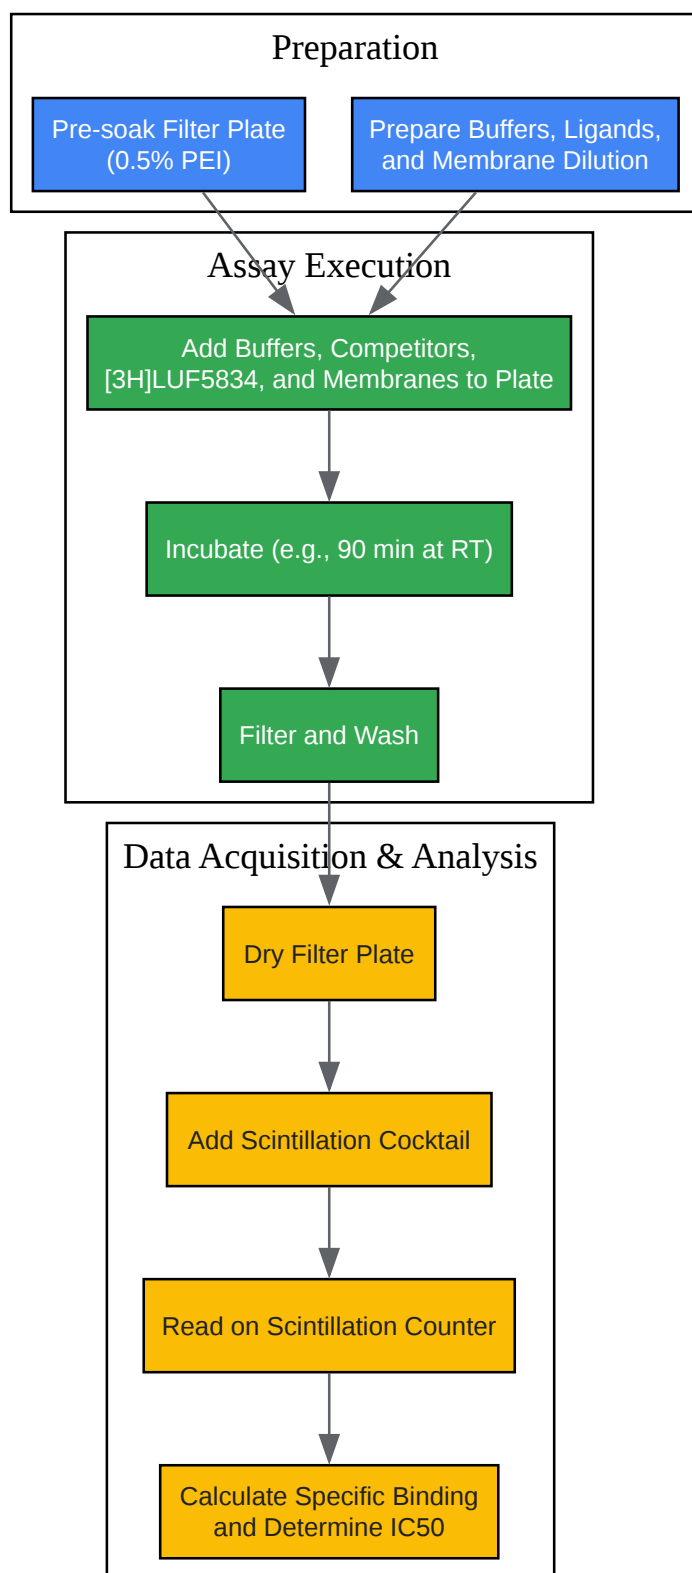 Preparation
Pre-soak Filter Plate
(0.5% PEI)
Prepare Buffers, Ligands,
and Membrane Dilution
Assay Execution
Add Buffers, Competitors,
[3H]LUF5834, and Membranes to Plate
Incubate (e.g., 90 min at RT)
Filter and Wash
Data Acquisition & Analysis
Dry Filter Plate
Add Scintillation Cocktail
Read on Scintillation Counter
Calculate Specific Binding
and Determine IC50